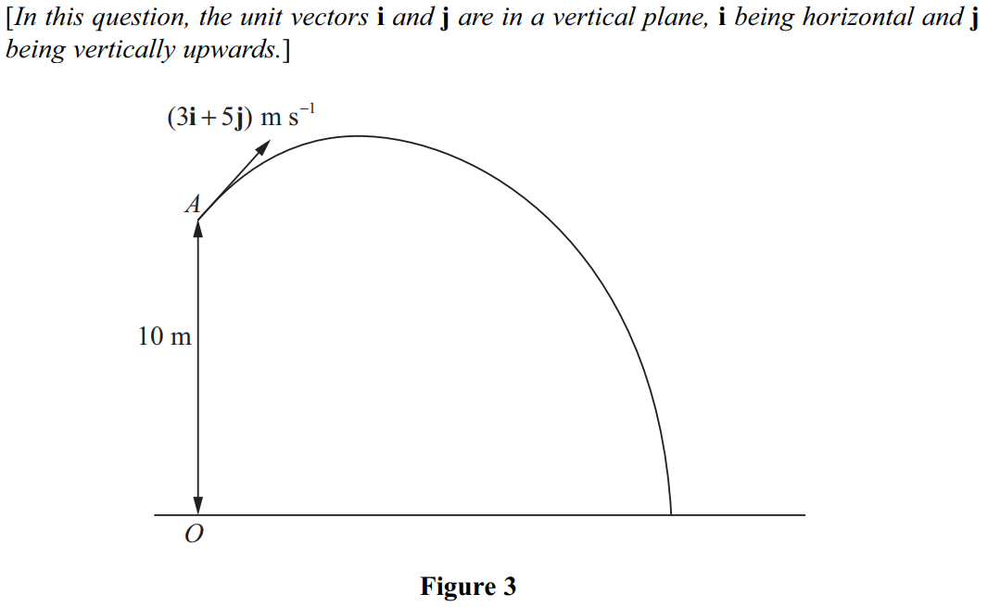 [In this question, the unit vectors i and j are in a vertical plane, i being horizontal and j
being vertically upwards.]
(3i + 5j) m s⁻¹
A
10 m
O
Figure 3